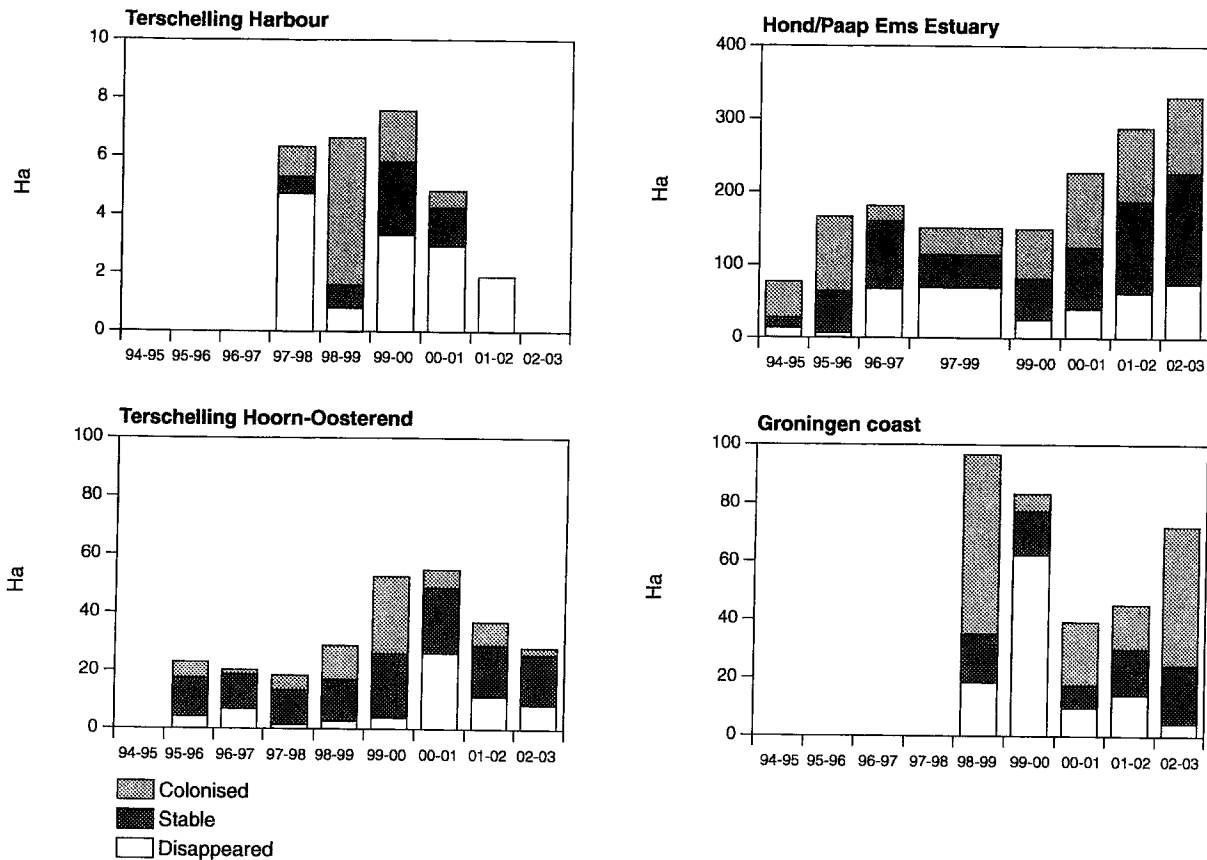 Terschelling Harbour
10
8
6
4
2
0
Ha
94-95 95-96 96-97 97-98 98-99 99-00 00-01 01-02 02-03
Hond/Paap Ems Estuary
400
300
200
100
0
Ha
94-95 95-96 96-97 97-99 99-00 00-01 01-02 02-03
Terschelling Hoorn-Oosterend
100
80
60
40
20
0
Ha
94-95 95-96 96-97 97-98 98-99 99-00 00-01 01-02 02-03
Groningen coast
100
80
60
40
20
0
Ha
94-95 95-96 96-97 97-98 98-99 99-00 00-01 01-02 02-03
Colonised
Stable
Disappeared